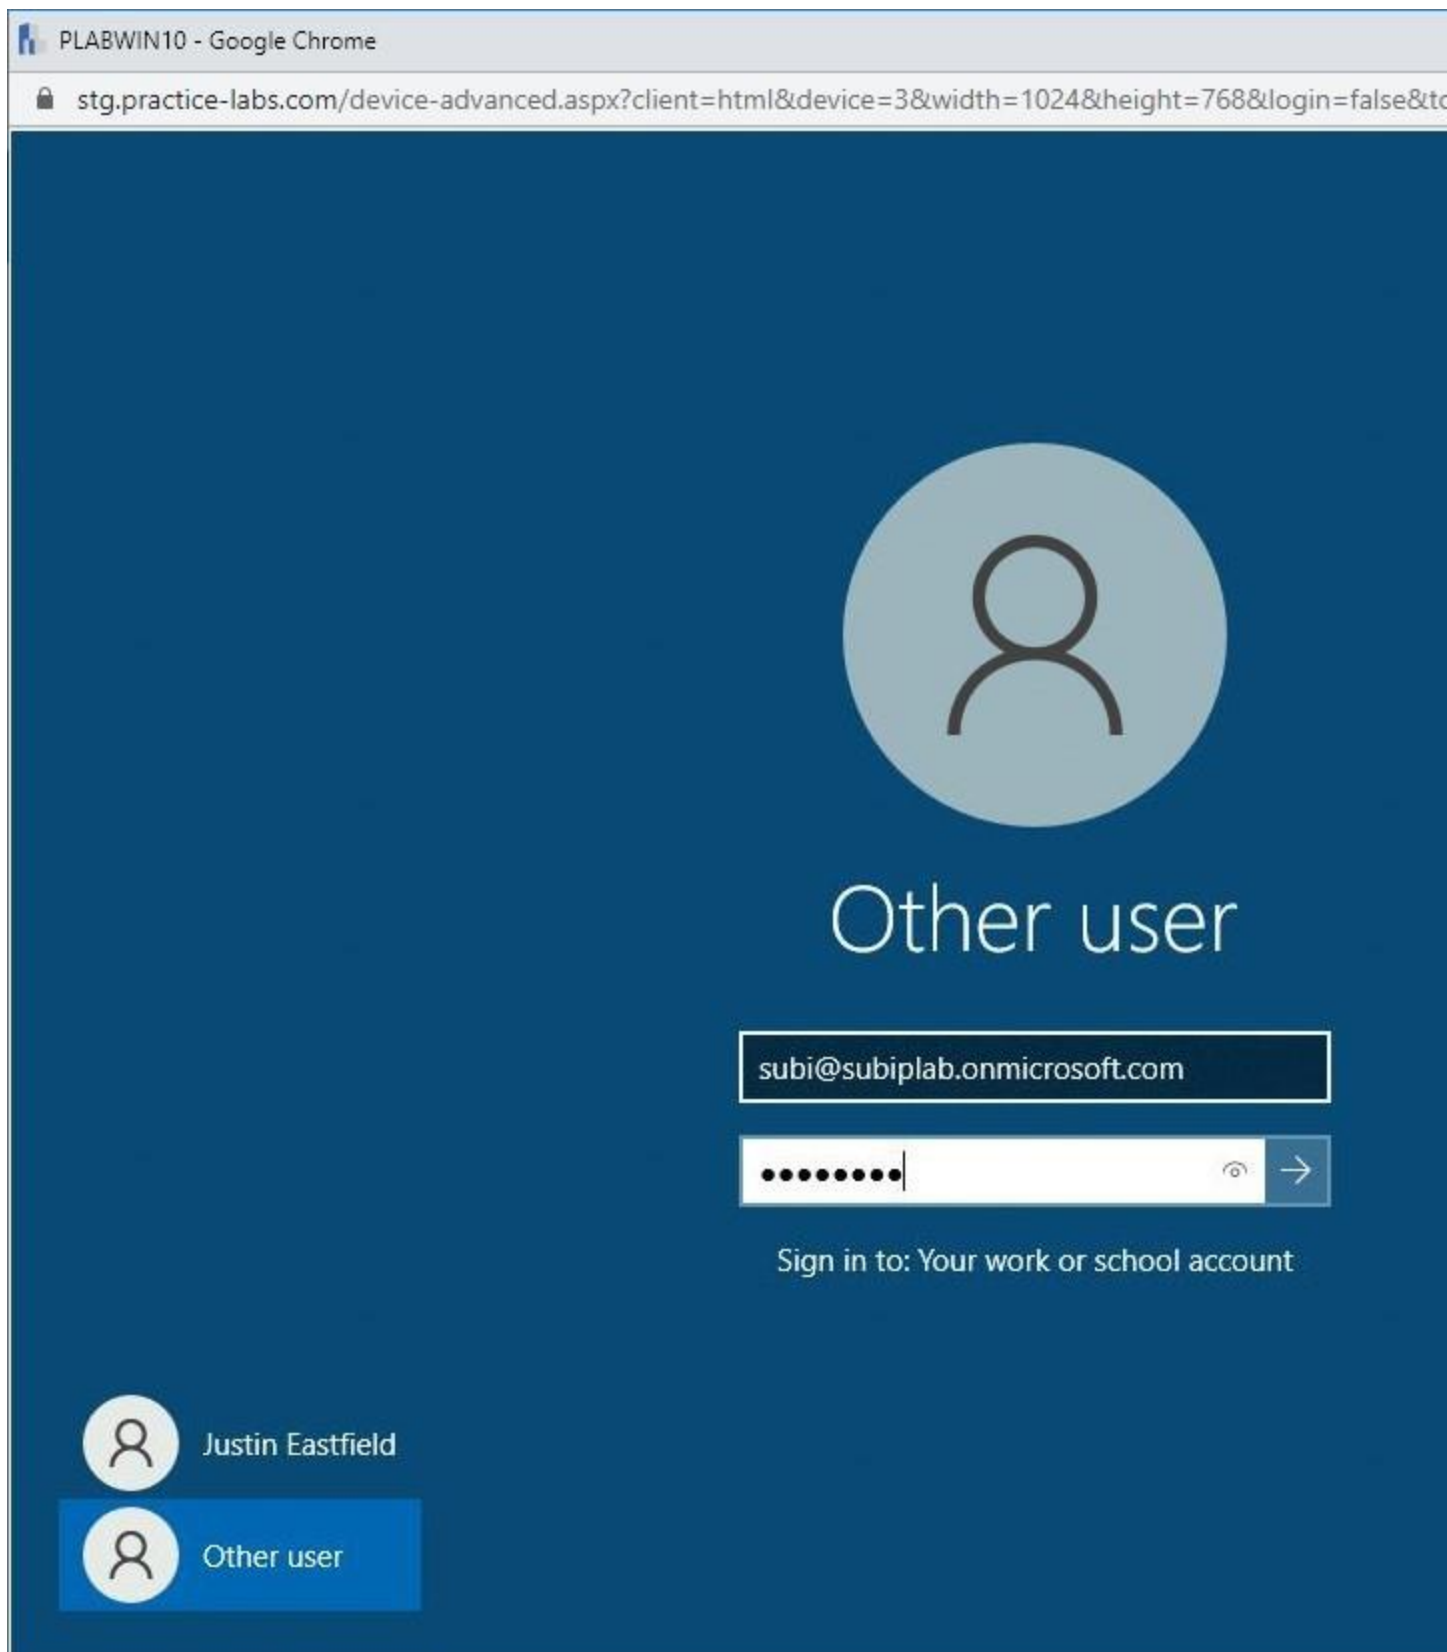 PLABWIN10 - Google Chrome
stg.practice-labs.com/device-advanced.aspx?client=html&device=3&width=1024&height=768&login=false&to
Other user
subi@subiplab.onmicrosoft.com
Sign in to: Your work or school account
Justin Eastfield
Other user